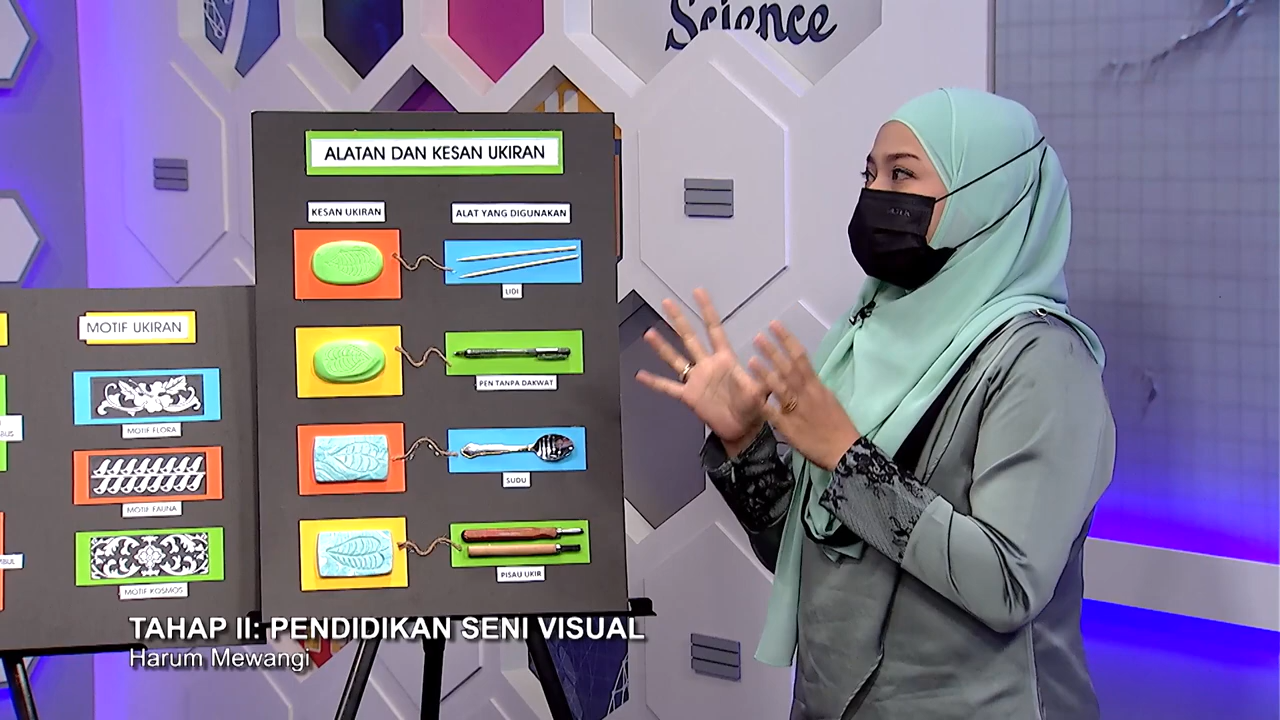 Science
ALATAN DAN KESAN UKIRAN
KESAN UKIRAN
ALAT YANG DIGUNAKAN
LIDI
PEN TANPA DAKWAT
SUDU
PISAU UKIR
MOTIF UKIRAN
MOTIF FLORA
MOTIF FAUNA
MOTIF KOSMOS
TAHAP II: PENDIDIKAN SENI VISUAL
Harum Mewangi